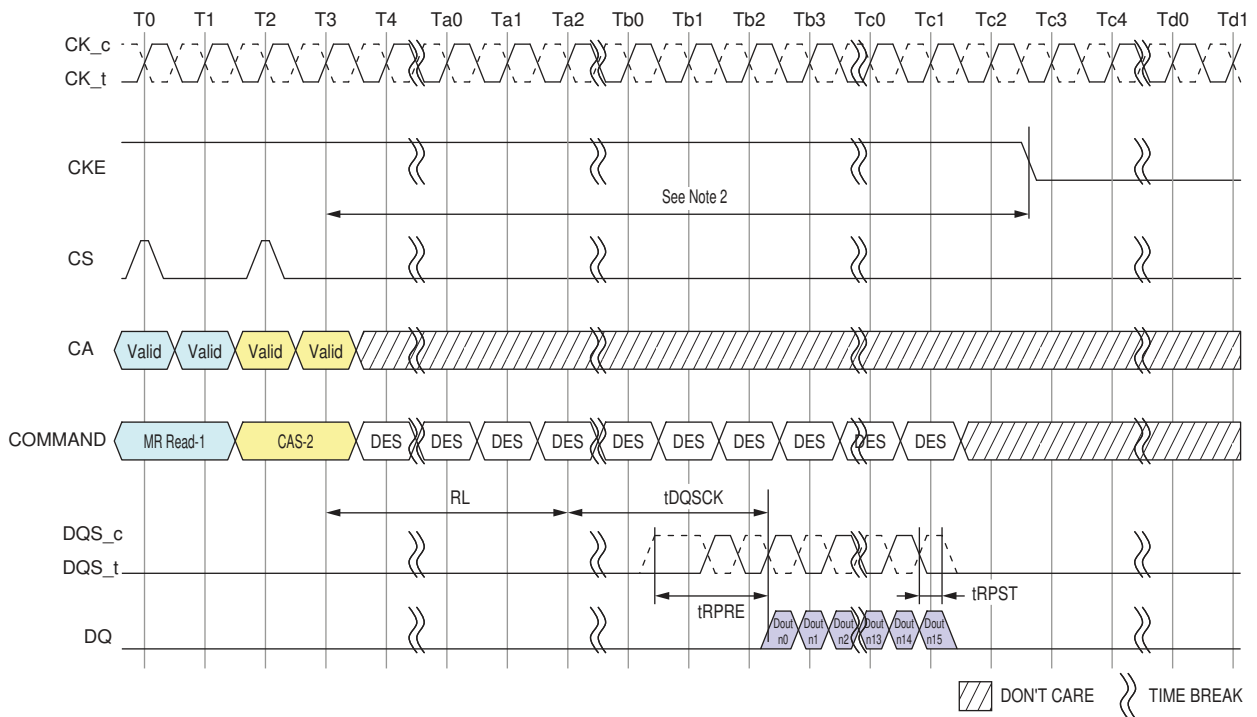 T0 T1 T2 T3 T4 Ta0 Ta1 Ta2 Tb0 Tb1 Tb2 Tb3 Tc0 Tc1 Tc2 Tc3 Tc4 Td0 Td1
CK_c
CK_t
CKE
See Note 2
CS
CA Valid Valid Valid Valid
COMMAND MR Read-1 CAS-2 DES DES DES DES DES DES DES DES DES DES
RL tDQSCK
DQS_c
DQS_t
tRPRE tRPST
DQ Dout n0 Dout n1 Dout n2 Dout n13 Dout n14 Dout n15
DON'T CARE TIME BREAK